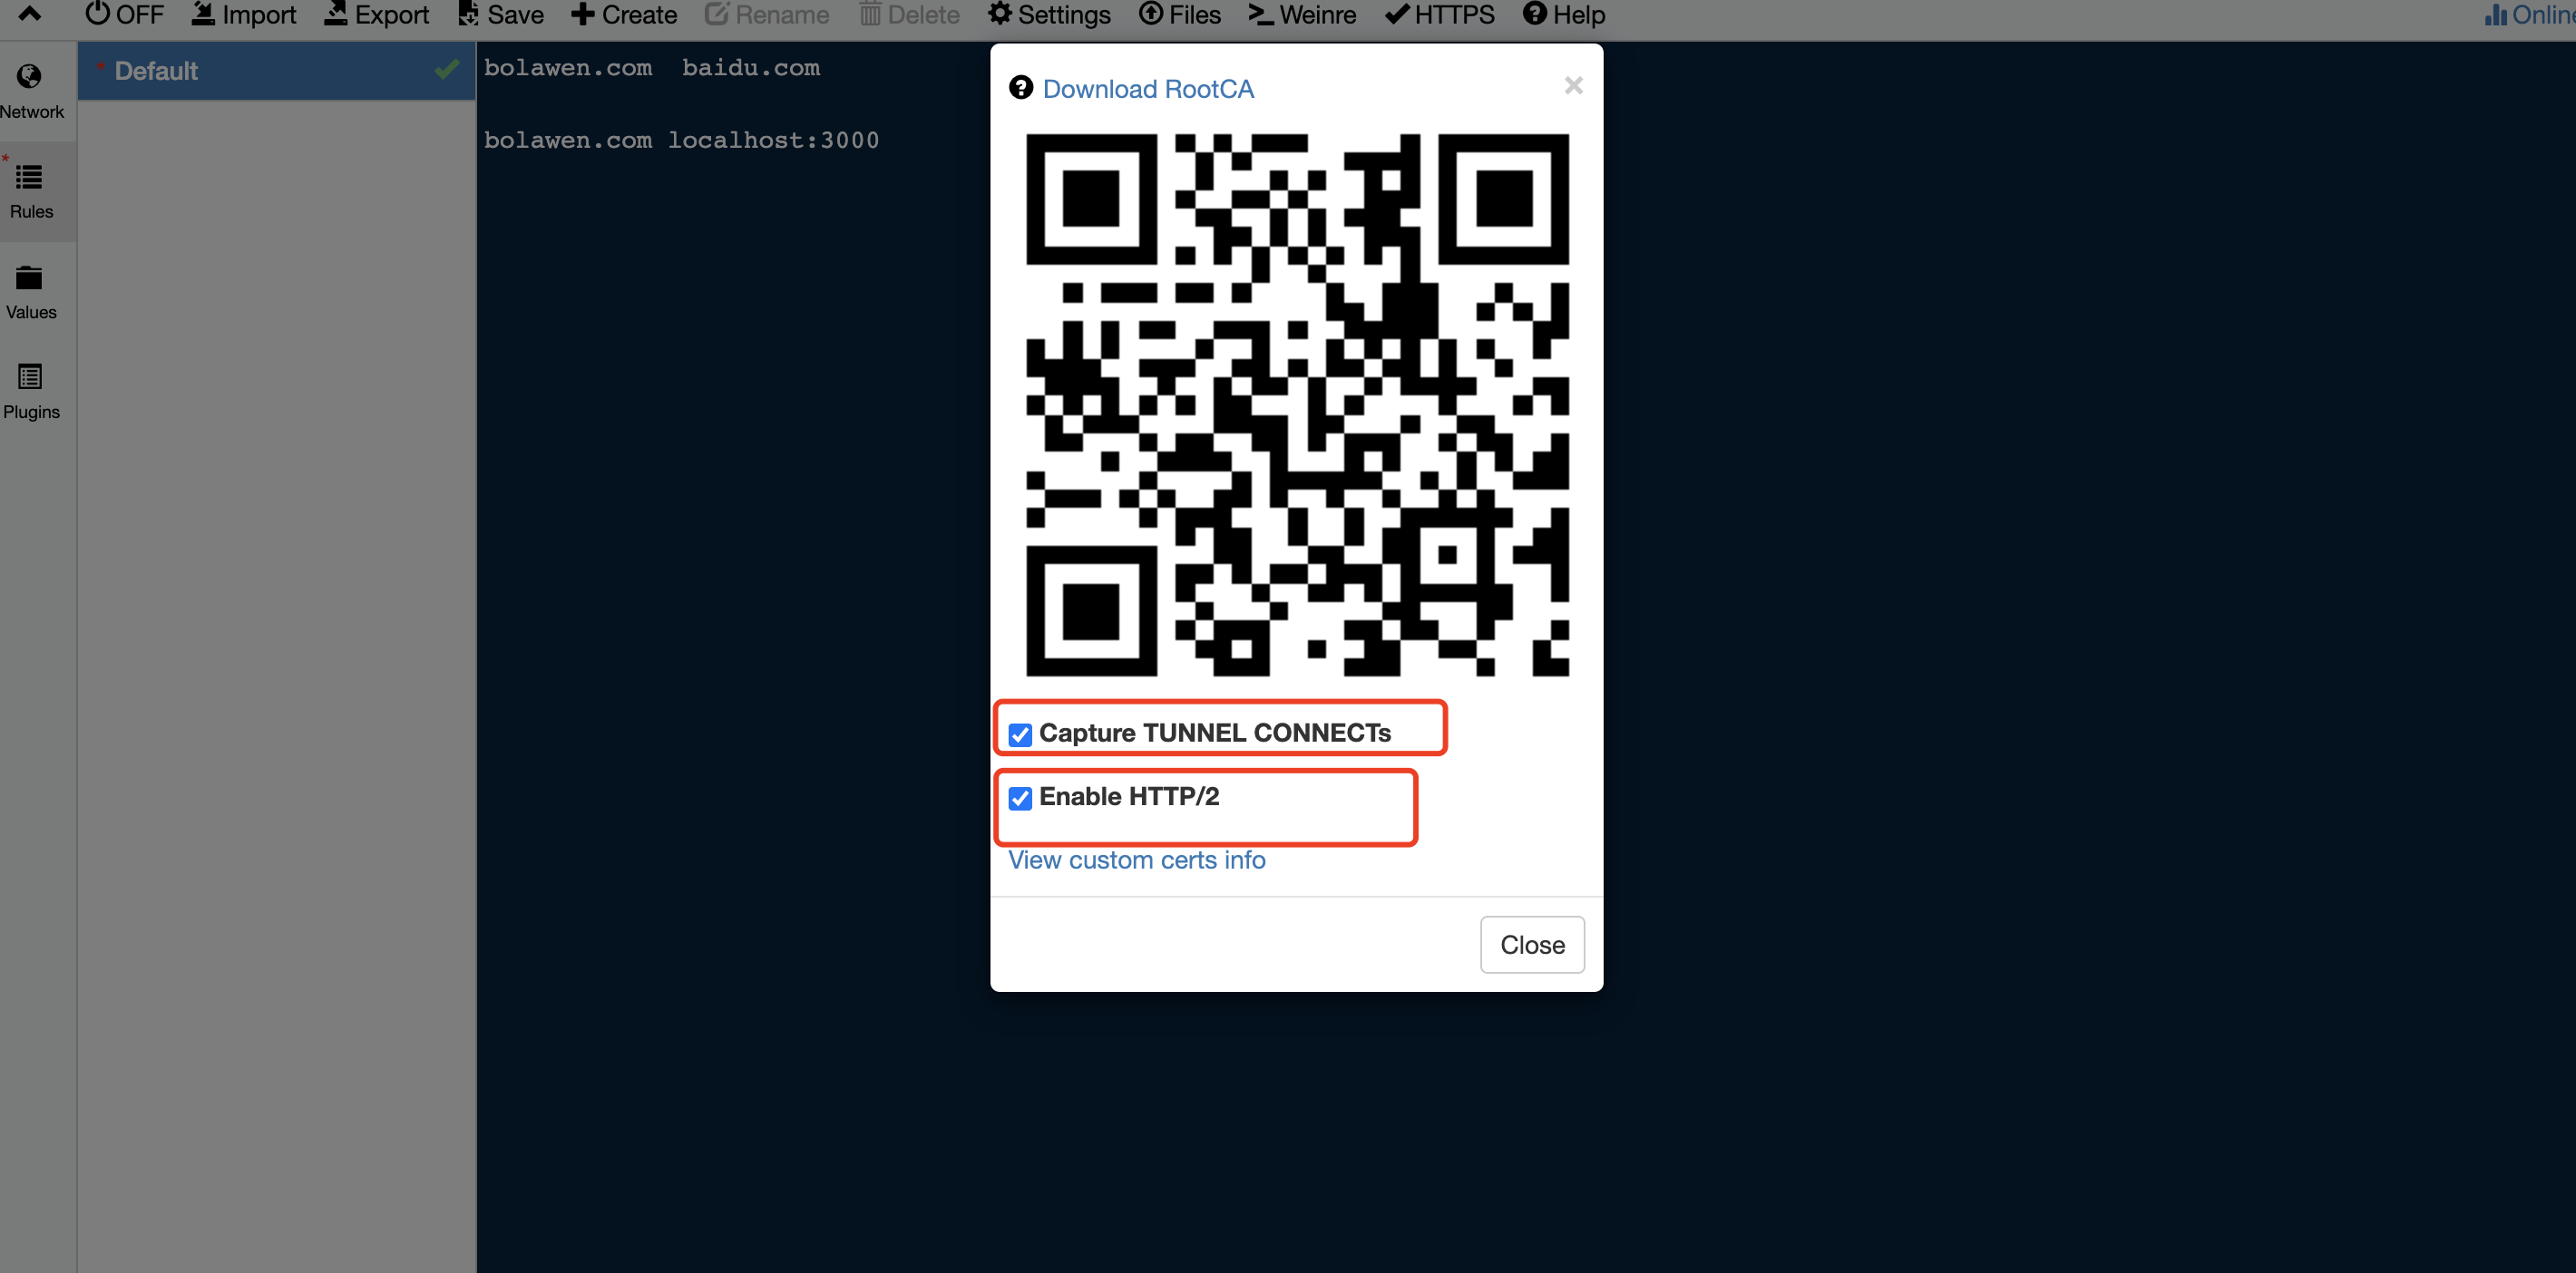 OFF Import Export Save Create Rename Delete Settings Files Weinre HTTPS Help Online
Network
* Rules
Values
Plugins
* Default
bolawen.com baidu.com
bolawen.com localhost:3000
Download RootCA ×
Capture TUNNEL CONNECTs
Enable HTTP/2
View custom certs info
Close